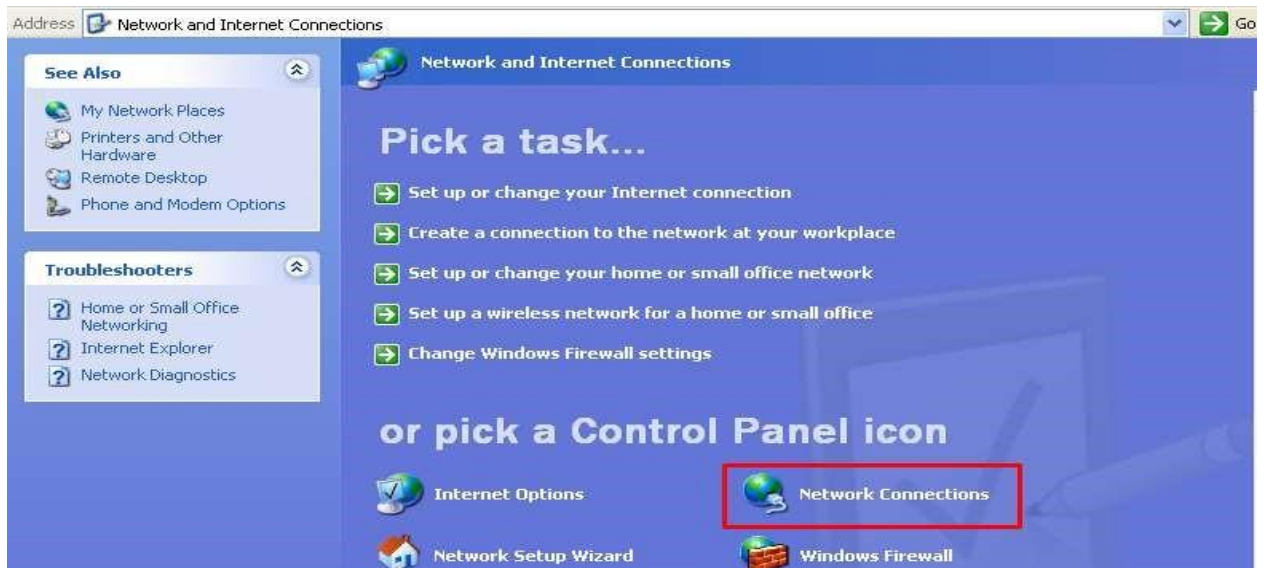 Address Network and Internet Connections Go
See Also
My Network Places
Printers and Other
Hardware
Remote Desktop
Phone and Modem Options
Troubleshooters
Home or Small Office
Networking
Internet Explorer
Network Diagnostics
Network and Internet Connections
Pick a task...
Set up or change your Internet connection
Create a connection to the network at your workplace
Set up or change your home or small office network
Set up a wireless network for a home or small office
Change Windows Firewall settings
or pick a Control Panel icon
Internet Options Network Connections
Network Setup Wizard Windows Firewall